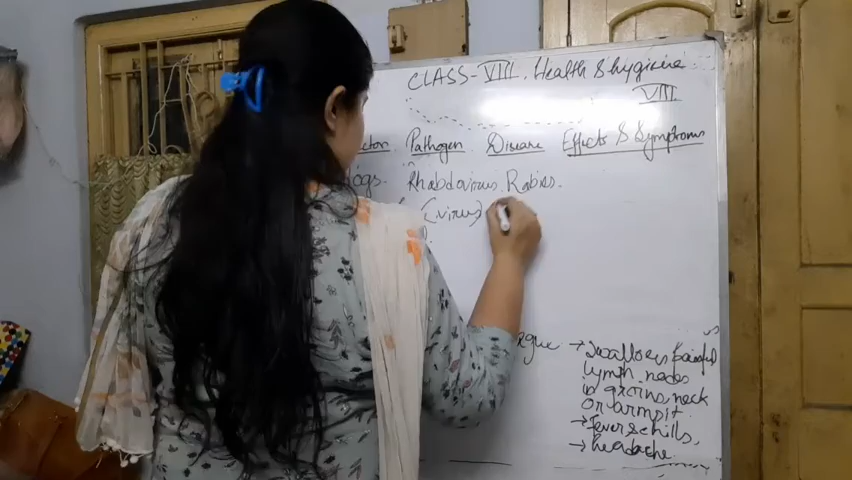 CLASS-VIII. Health & hygiene
VIII
Pathogen Disease Effects & Symptoms
Rhabdovirus Rabies.
(virus)
→ Swollen painful
lymph nodes
in groins, neck
or armpit.
→ fever & chills,
→ headache.